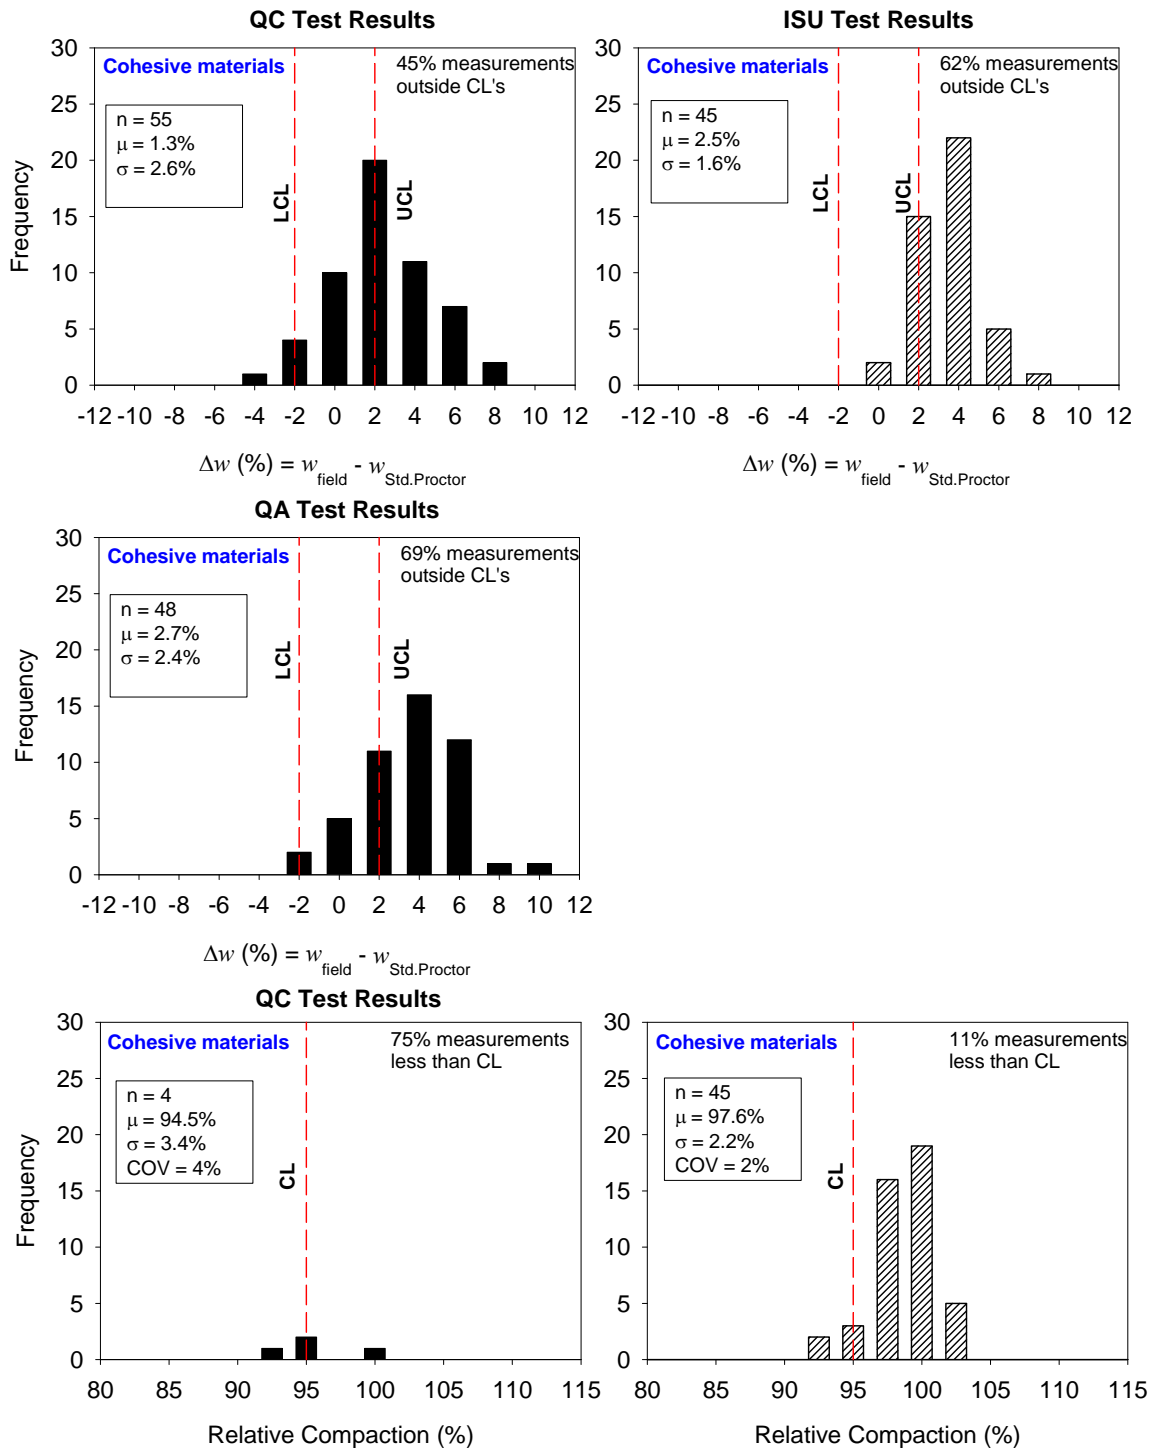 QC Test Results
Cohesive materials
45% measurements
outside CL's
n = 55
μ = 1.3%
σ = 2.6%
LCL
UCL
Frequency
30
25
20
15
10
5
0
-12 -10 -8 -6 -4 -2 0 2 4 6 8 10 12
Δw (%) = w field - w Std.Proctor
ISU Test Results
Cohesive materials
62% measurements
outside CL's
n = 45
μ = 2.5%
σ = 1.6%
LCL
UCL
30
25
20
15
10
5
0
-12 -10 -8 -6 -4 -2 0 2 4 6 8 10 12
Δw (%) = w field - w Std.Proctor
QA Test Results
Cohesive materials
69% measurements
outside CL's
n = 48
μ = 2.7%
σ = 2.4%
LCL
UCL
Frequency
30
25
20
15
10
5
0
-12 -10 -8 -6 -4 -2 0 2 4 6 8 10 12
Δw (%) = w field - w Std.Proctor
QC Test Results
Cohesive materials
75% measurements
less than CL
n = 4
μ = 94.5%
σ = 3.4%
COV = 4%
CL
Frequency
30
25
20
15
10
5
0
80 85 90 95 100 105 110 115
Relative Compaction (%)
Cohesive materials
11% measurements
less than CL
n = 45
μ = 97.6%
σ = 2.2%
COV = 2%
CL
30
25
20
15
10
5
0
80 85 90 95 100 105 110 115
Relative Compaction (%)